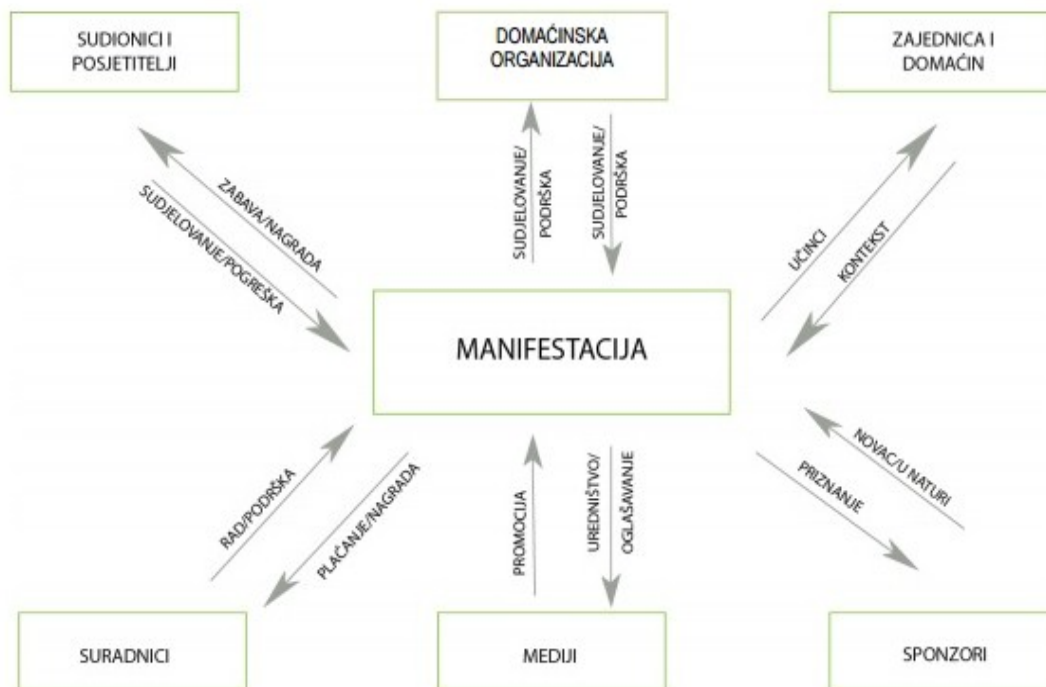 SUDIONICI I
POSJETITELJI
DOMAĆINSKA
ORGANIZACIJA
ZAJEDNICA I
DOMAĆIN
ZABAVA/NAGRADA
SUDJELOVANJE/POGREŠKA
SUDJELOVANJE/
PODRŠKA
SUDJELOVANJE/
PODRŠKA
UČINCI
KONTEKST
MANIFESTACIJA
RAD/PODRŠKA
PLAĆANJE/NAGRADA
PROMOCIJA
UREDNIŠTVO/
OGLAŠAVANJE
NOVAC/U NATURI
PRIZNANJE
SURADNICI
MEDIJI
SPONZORI